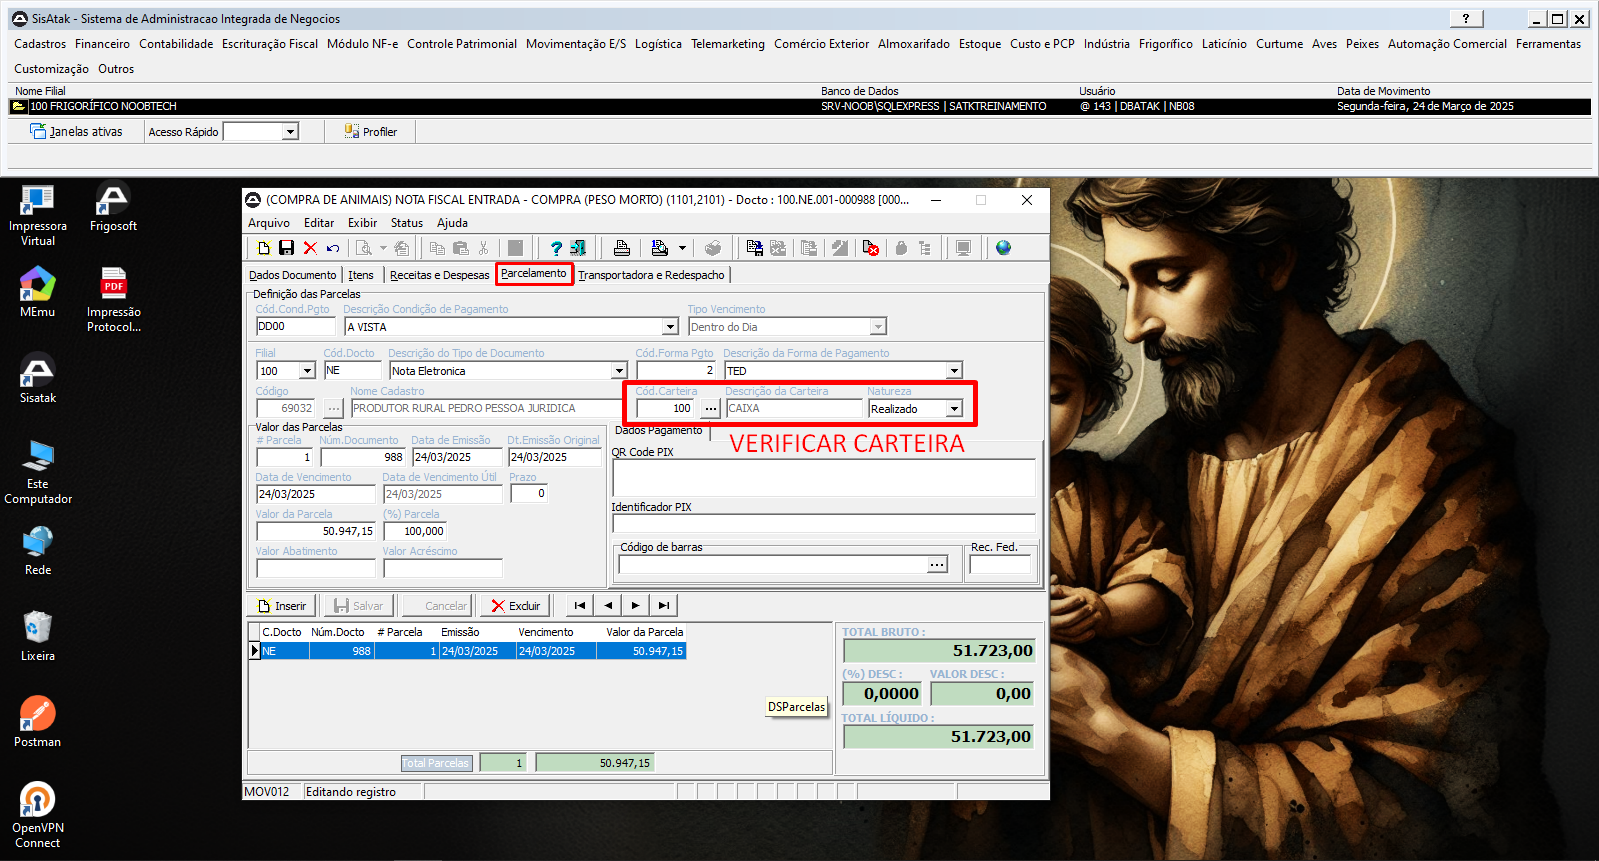 SisAtak - Sistema de Administracao Integrada de Negocios
?
Cadastros Financeiro Contabilidade Escrituração Fiscal Módulo NF-e Controle Patrimonial Movimentação E/S Logística Telemarketing Comércio Exterior Almoxarifado Estoque Custo e PCP Indústria Frigorífico Laticínio Curtume Aves Peixes Automação Comercial Ferramentas
Customização Outros
Nome Filial Banco de Dados Usuário Data de Movimento
100 FRIGORÍFICO NOOBTECH SRV-NOOB\SQLEXPRESS | SATKTREINAMENTO @ 143 | DBATAK | NB08 Segunda-feira, 24 de Março de 2025
Janelas ativas Acesso Rápido Profiler
Impressora
Virtual
Frigosoft
MEmu
PDF
Impressão
Protocol...
Sisatak
Este
Computador
Rede
Lixeira
Postman
OpenVPN
Connect
(COMPRA DE ANIMAIS) NOTA FISCAL ENTRADA - COMPRA (PESO MORTO) (1101,2101) - Docto : 100.NE.001-000988 [000...
Arquivo Editar Exibir Status Ajuda
Dados Documento Itens Receitas e Despesas Parcelamento Transportadora e Redespacho
Definição das Parcelas
Cód.Cond.Pgto Descrição Condição de Pagamento Tipo Vencimento
DD00 A VISTA Dentro do Dia
Filial Cód.Docto Descrição do Tipo de Documento Cód.Forma Pgto Descrição da Forma de Pagamento
100 NE Nota Eletronica 2 TED
Código Nome Cadastro Cód.Carteira Descrição da Carteira Natureza
69032 ... PRODUTOR RURAL PEDRO PESSOA JURIDICA 100 ... CAIXA Realizado
Valor das Parcelas
Dados Pagamento
VERIFICAR CARTEIRA
# Parcela Núm.Documento Data de Emissão Dt.Emissão Original
1 988 24/03/2025 24/03/2025
QR Code PIX
Data de Vencimento Data de Vencimento Útil Prazo
24/03/2025 24/03/2025 0
Identificador PIX
Valor da Parcela (%) Parcela
50.947,15 100,000
Valor Abatimento Valor Acréscimo
Código de barras Rec. Fed.
...
Inserir Salvar Cancelar Excluir
C.Docto Núm.Docto # Parcela Emissão Vencimento Valor da Parcela
NE 988 1 24/03/2025 24/03/2025 50.947,15
TOTAL BRUTO :
51.723,00
(%) DESC : VALOR DESC :
0,0000 0,00
DSParcelas
TOTAL LÍQUIDO :
51.723,00
Total Parcelas 1 50.947,15
MOV012 Editando registro